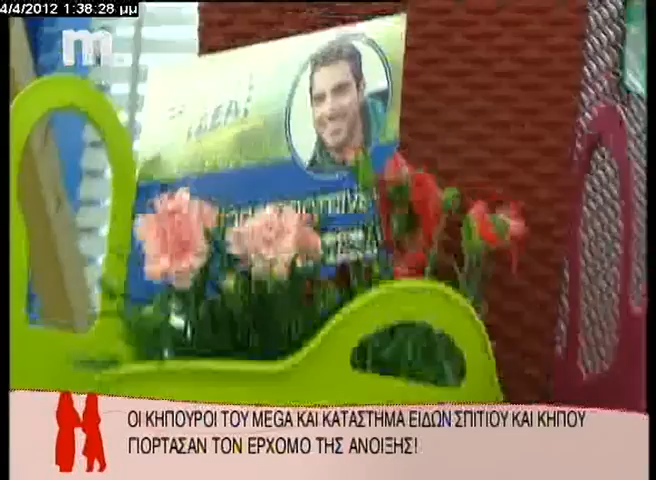 4/4/2012 1:38:28 μμ
m
ΙΔΕΑ!
ΟΙ ΚΗΠΟΥΡΟΙ ΤΟΥ MEGA ΚΑΙ ΚΑΤΑΣΤΗΜΑ ΕΙΔΩΝ ΣΠΙΤΙΟΥ ΚΑΙ ΚΗΠΟΥ
ΓΙΟΡΤΑΣΑΝ ΤΟΝ ΕΡΧΟΜΟ ΤΗΣ ΑΝΟΙΞΗΣ!